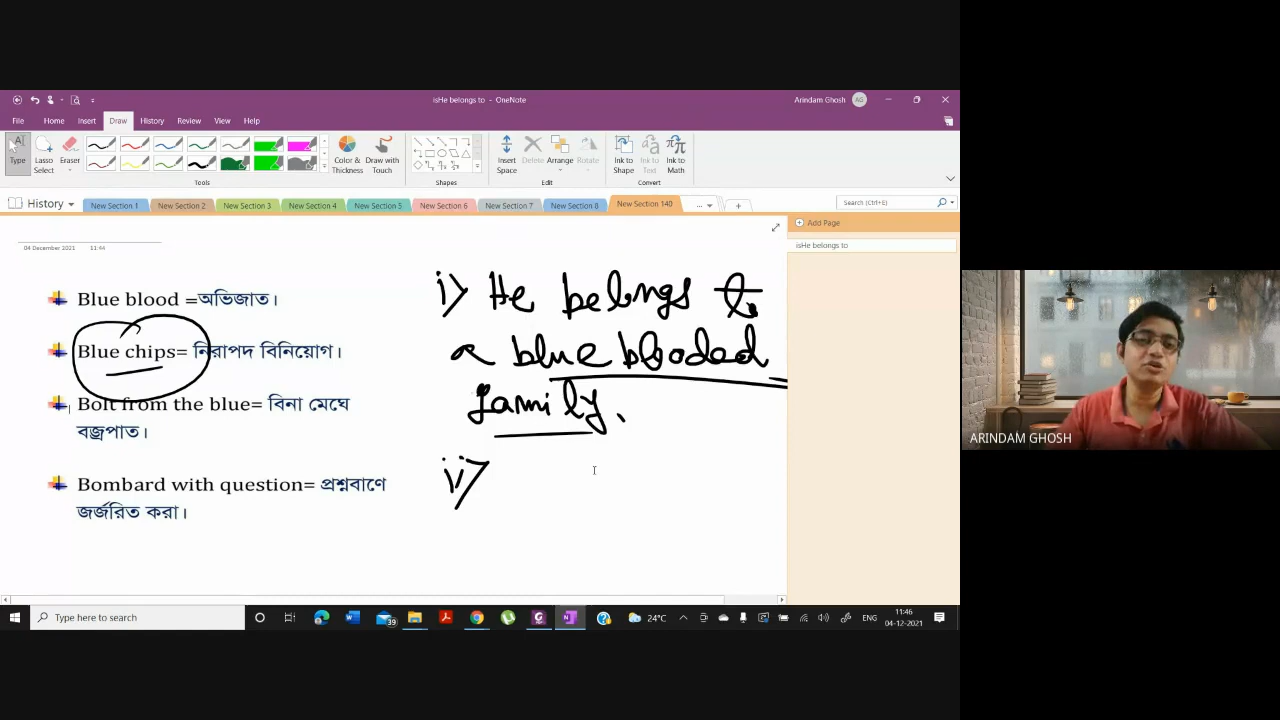 isHe belongs to - OneNote
Arindam Ghosh
AG
File Home Insert Draw History Review View Help
Type
Lasso Select
Eraser
Color & Thickness
Draw with Touch
Insert Space
Delete
Arrange
Rotate
Ink to Shape
Ink to Text
Ink to Math
Tools
Shapes
Edit
Convert
History
New Section 1 New Section 2 New Section 3 New Section 4 New Section 5 New Section 6 New Section 7 New Section 8 New Section 140 ... +
Search (Ctrl+E)
Add Page
isHe belongs to
04 December 2021 11:44
Blue blood =অভিজাত।
Blue chips= নিরাপদ বিনিয়োগ।
Bolt from the blue= বিনা মেঘে
বজ্রপাত।
Bombard with question= প্রশ্নবাণে
জর্জরিত করা।
i> He belongs to
a blue blooded
family.
ii>
ARINDAM GHOSH
Type here to search
39
24°C
ENG
11:46
04-12-2021